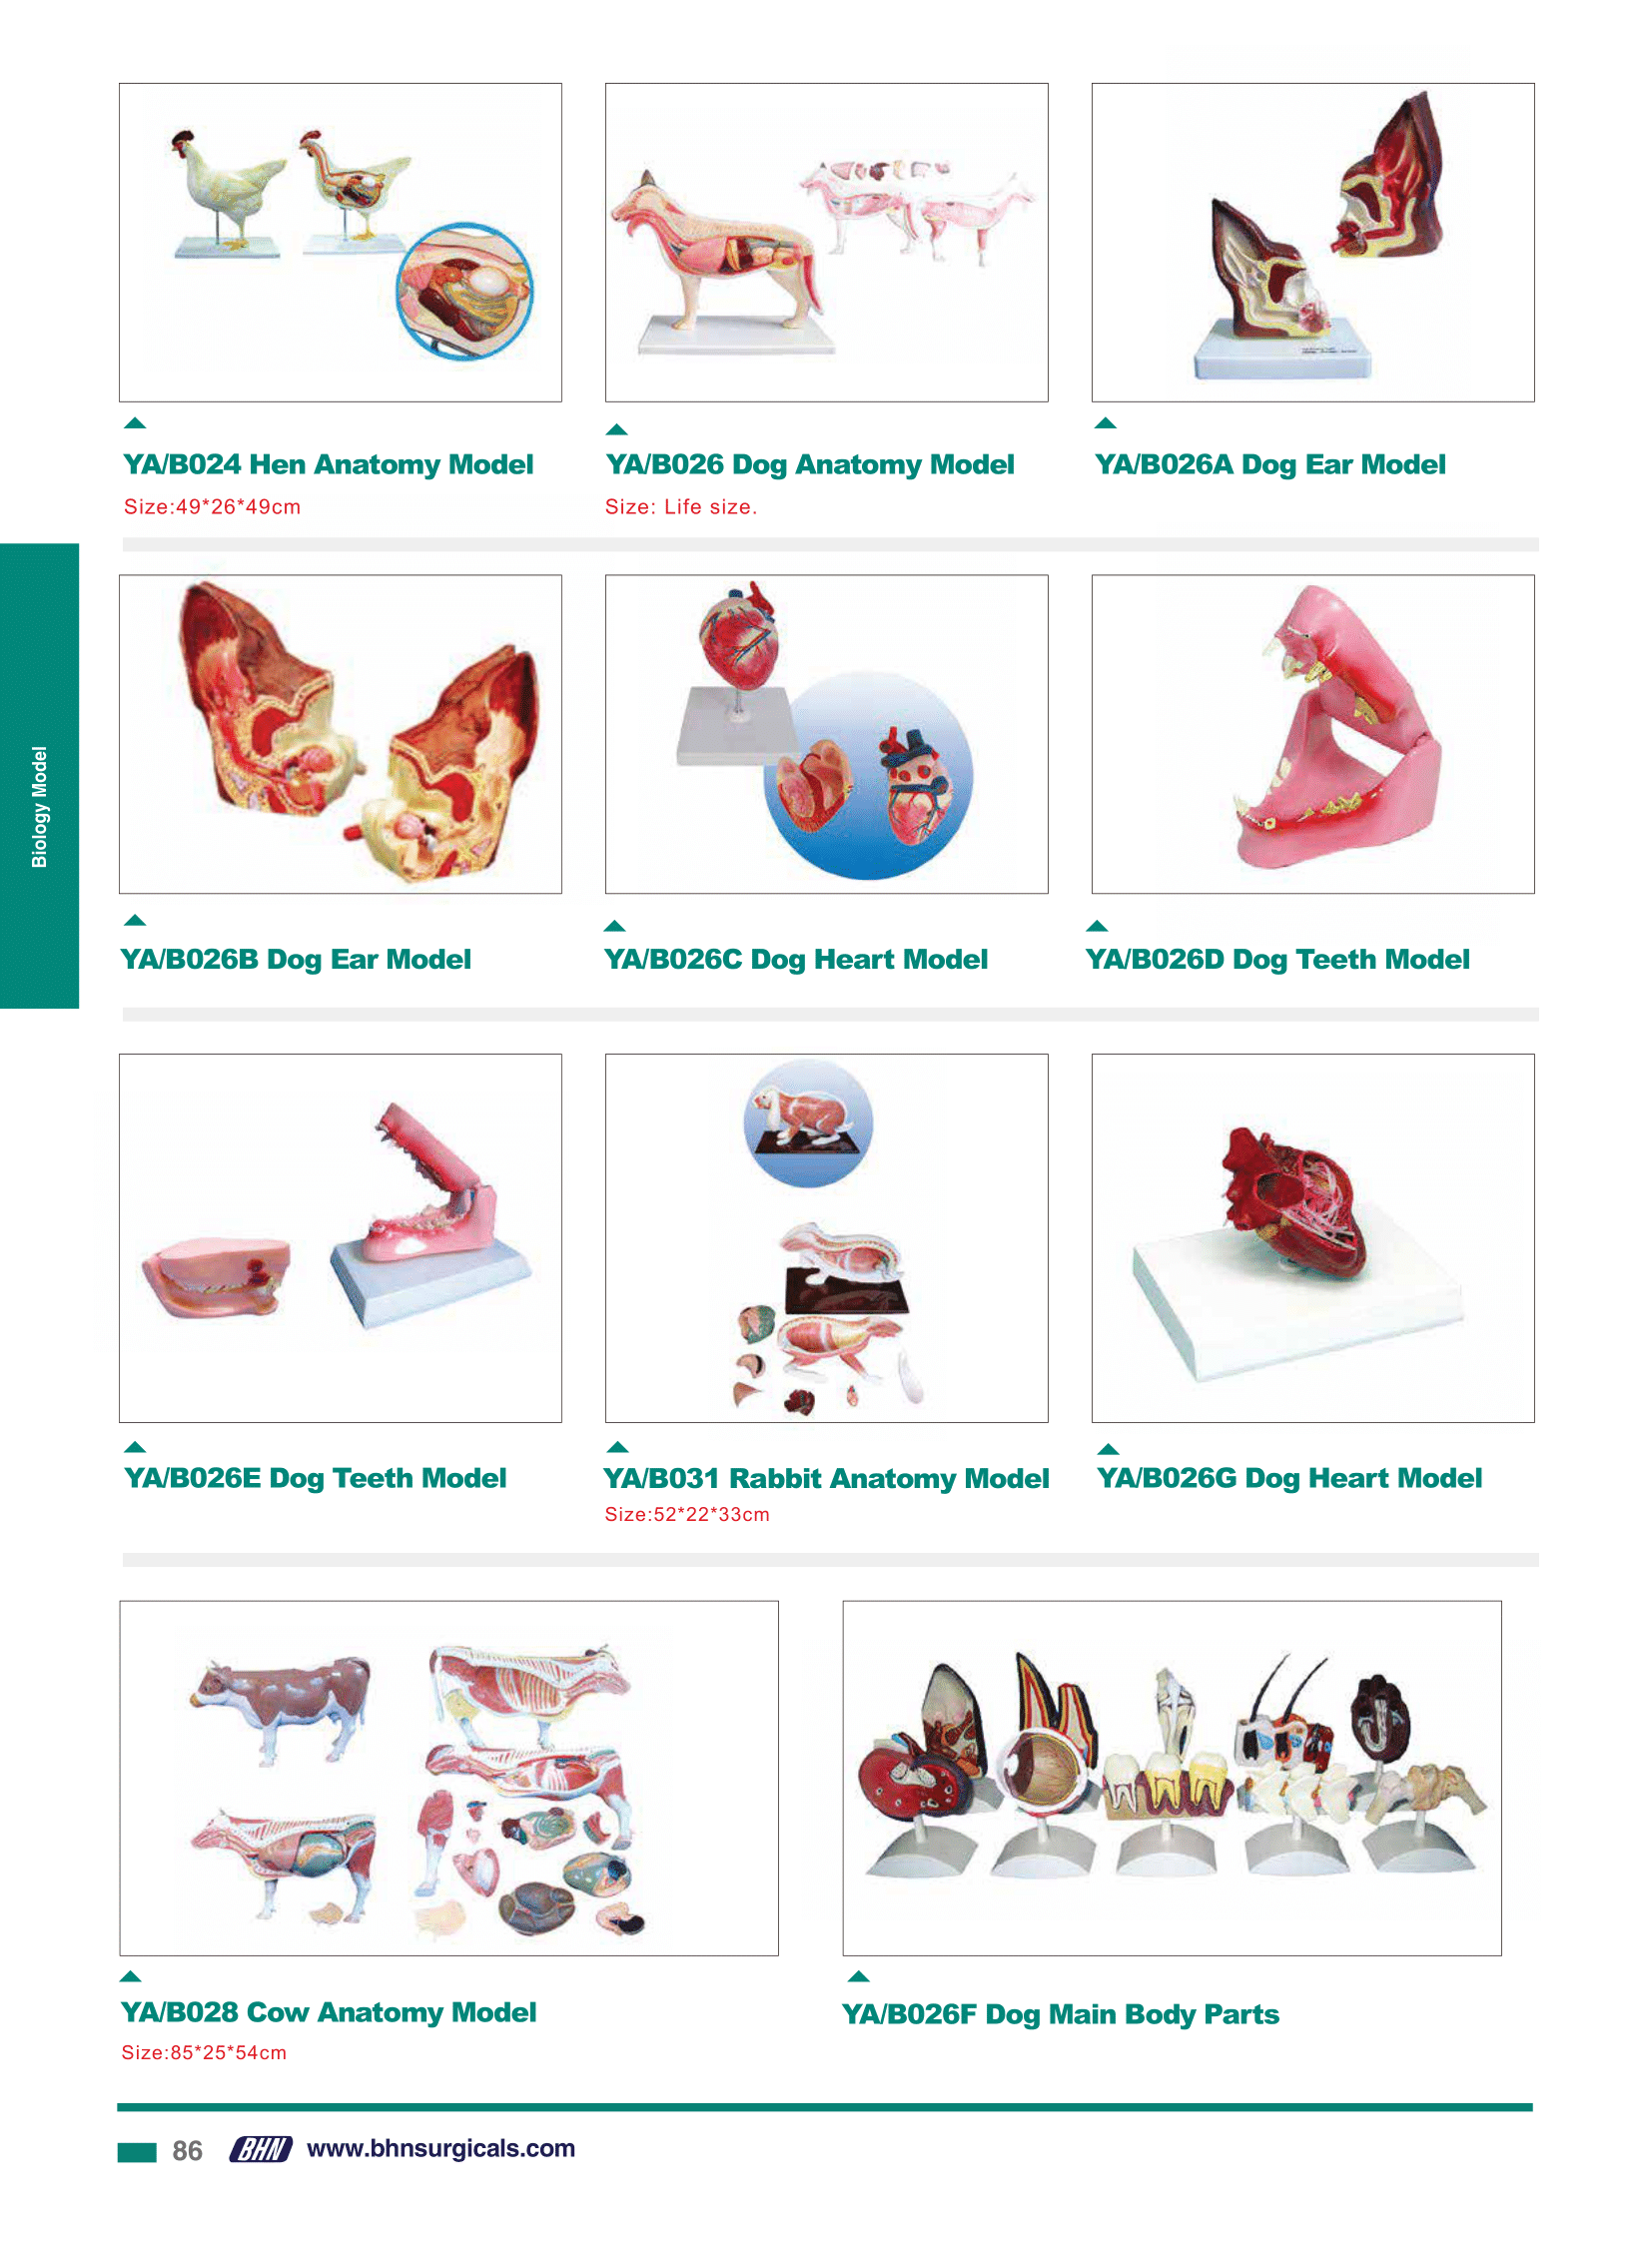 YA/B024 Hen Anatomy Model
Size:49*26*49cm
YA/B026 Dog Anatomy Model
Size: Life size.
YA/B026A Dog Ear Model
Biology Model
YA/B026B Dog Ear Model
YA/B026C Dog Heart Model
YA/B026D Dog Teeth Model
YA/B026E Dog Teeth Model
YA/B031 Rabbit Anatomy Model
Size:52*22*33cm
YA/B026G Dog Heart Model
YA/B028 Cow Anatomy Model
Size:85*25*54cm
YA/B026F Dog Main Body Parts
86
BHN
www.bhnsurgicals.com